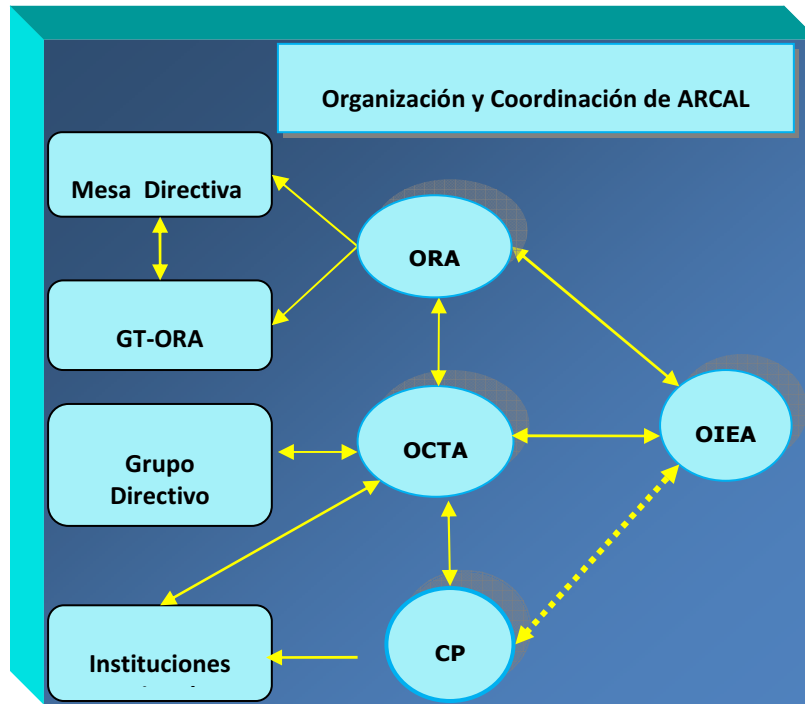 Organización y Coordinación de ARCAL
Mesa Directiva
ORA
GT-ORA
OIEA
OCTA
Grupo
Directivo
CP
Instituciones